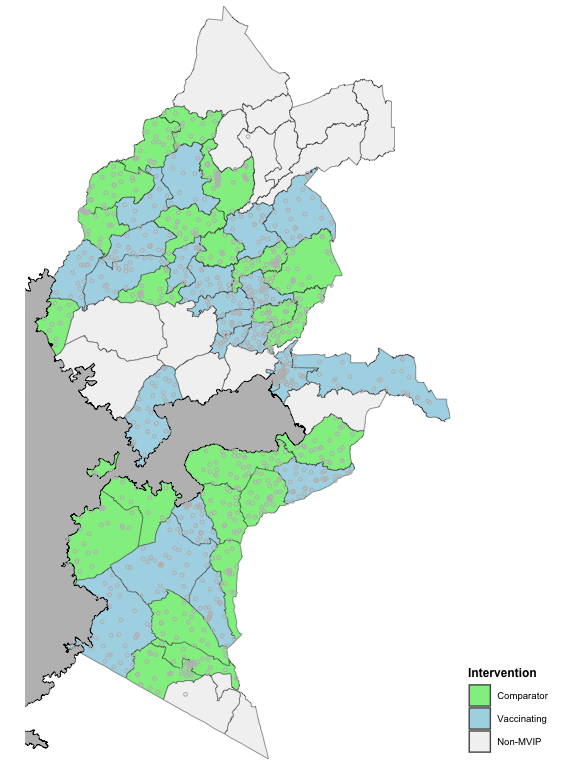 Intervention
Comparator
Vaccinating
Non-MVIP